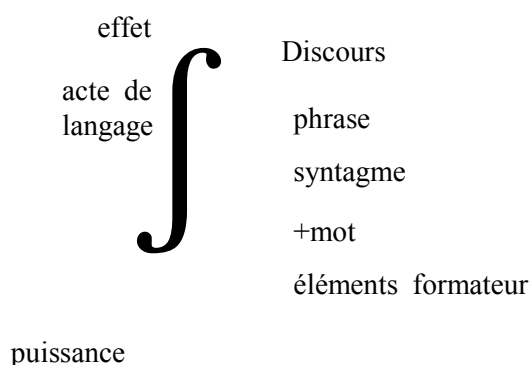 effet
Discours
acte de
langage
phrase
syntagme
+mot
éléments formateur
puissance